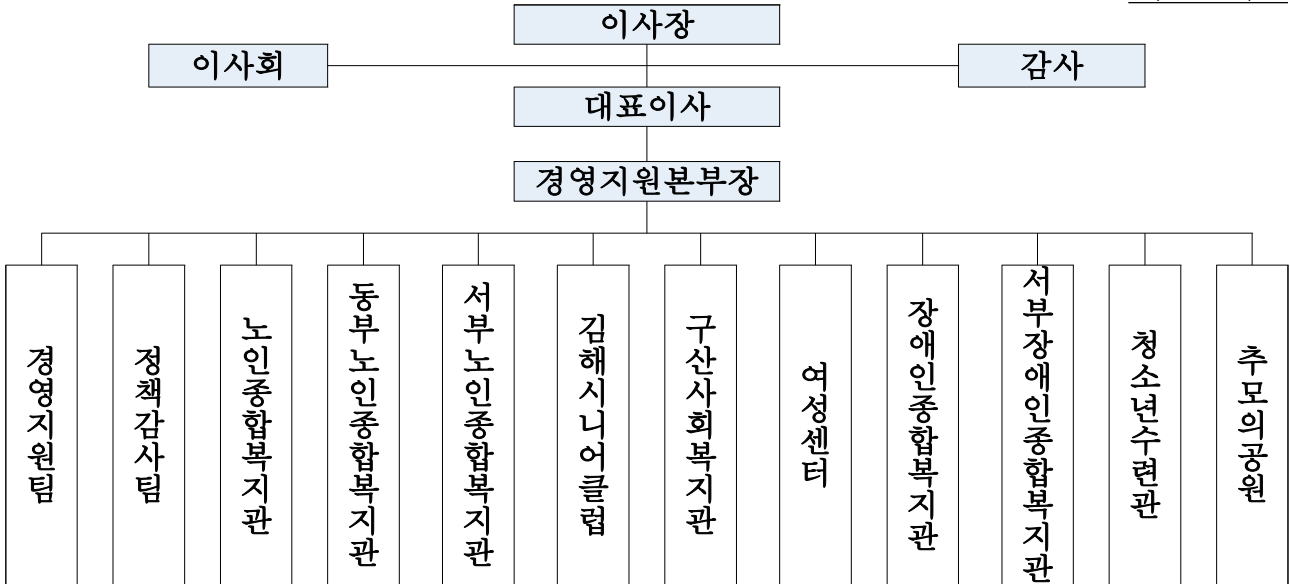 이사장
이사회
감사
대표이사
경영지원본부장
경영지원팀
정책감사팀
노인종합복지관
동부노인종합복지관
서부노인종합복지관
김해시니어클럽
구산사회복지관
여성센터
장애인종합복지관
서부장애인종합복지관
청소년수련관
추모의공원